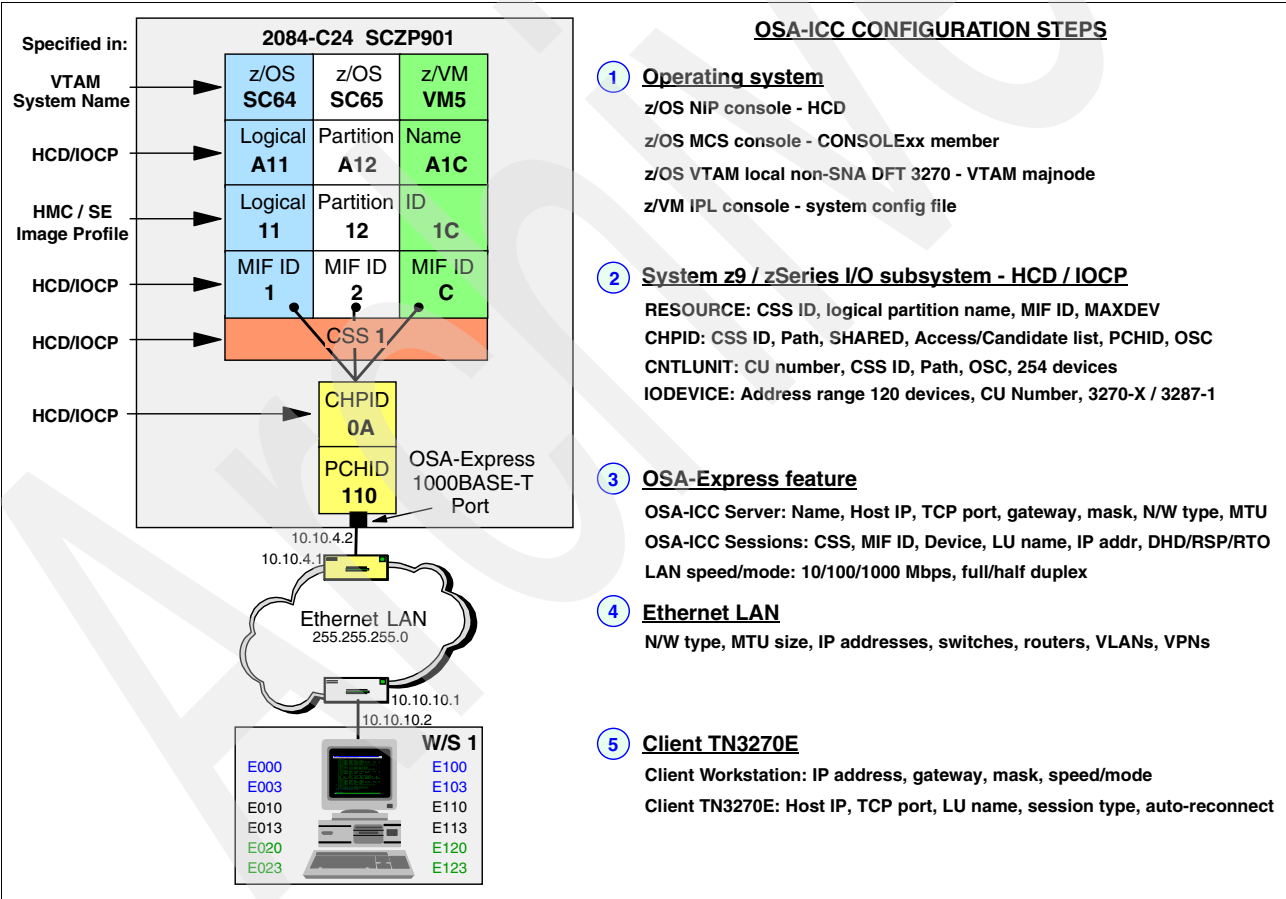 Specified in:
2084-C24 SCZP901
VTAM
System Name
z/OS z/OS z/VM
SC64 SC65 VM5
HCD/IOCP
Logical Partition Name
A11 A12 A1C
HMC / SE
Image Profile
Logical Partition ID
11 12 1C
HCD/IOCP
MIF ID MIF ID MIF ID
1 2 C
HCD/IOCP
CSS 1
HCD/IOCP
CHPID
0A
PCHID
110
OSA-Express
1000BASE-T
Port
10.10.4.2
10.10.4.1
Ethernet LAN
255.255.255.0
10.10.10.1
10.10.10.2
W/S 1
E000 E100
E003 E103
E010 E110
E013 E113
E020 E120
E023 E123
OSA-ICC CONFIGURATION STEPS
1 Operating system
z/OS NIP console - HCD
z/OS MCS console - CONSOLExx member
z/OS VTAM local non-SNA DFT 3270 - VTAM majnode
z/VM IPL console - system config file
2 System z9 / zSeries I/O subsystem - HCD / IOCP
RESOURCE: CSS ID, logical partition name, MIF ID, MAXDEV
CHPID: CSS ID, Path, SHARED, Access/Candidate list, PCHID, OSC
CNTLUNIT: CU number, CSS ID, Path, OSC, 254 devices
IODEVICE: Address range 120 devices, CU Number, 3270-X / 3287-1
3 OSA-Express feature
OSA-ICC Server: Name, Host IP, TCP port, gateway, mask, N/W type, MTU
OSA-ICC Sessions: CSS, MIF ID, Device, LU name, IP addr, DHD/RSP/RTO
LAN speed/mode: 10/100/1000 Mbps, full/half duplex
4 Ethernet LAN
N/W type, MTU size, IP addresses, switches, routers, VLANs, VPNs
5 Client TN3270E
Client Workstation: IP address, gateway, mask, speed/mode
Client TN3270E: Host IP, TCP port, LU name, session type, auto-reconnect